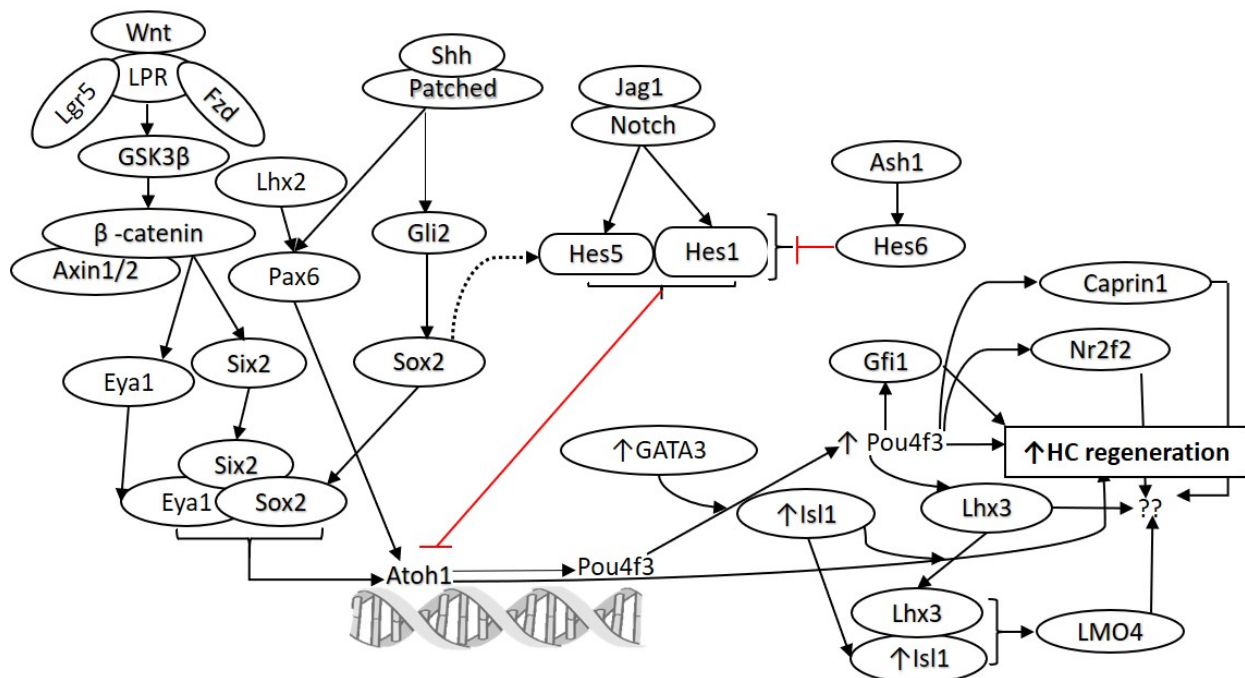 Wnt
LPR
Lgr5
Fzd
GSK3β
β -catenin
Axin1/2
Lhx2
Shh
Patched
Gli2
Pax6
Jag1
Notch
Hes5
Hes1
Ash1
Hes6
Eya1
Six2
Sox2
Six2
Eya1
Sox2
Caprin1
Nr2f2
Gfi1
↑ Pou4f3
↑HC regeneration
↑GATA3
↑Isl1
Lhx3
??
Atoh1
Pou4f3
Lhx3
↑Isl1
LMO4